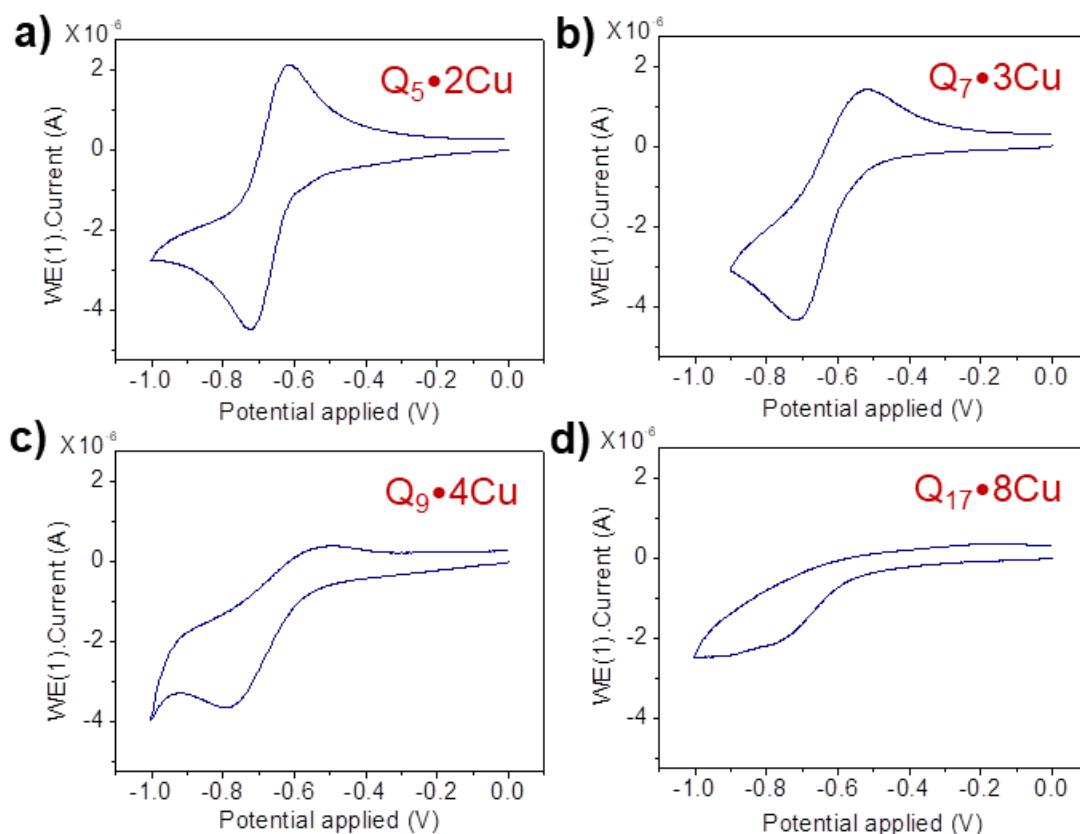 a)
X10⁻⁶
Q₅•2Cu
WE(1).Current (A)
2
0
-2
-4
-1.0 -0.8 -0.6 -0.4 -0.2 0.0
Potential applied (V)
b)
X10⁻⁶
Q₇•3Cu
WE(1).Current (A)
2
0
-2
-4
-1.0 -0.8 -0.6 -0.4 -0.2 0.0
Potential applied (V)
c)
X10⁻⁶
Q₉•4Cu
WE(1).Current (A)
2
0
-2
-4
-1.0 -0.8 -0.6 -0.4 -0.2 0.0
Potential applied (V)
d)
X10⁻⁶
Q₁₇•8Cu
WE(1).Current (A)
2
0
-2
-4
-1.0 -0.8 -0.6 -0.4 -0.2 0.0
Potential applied (V)